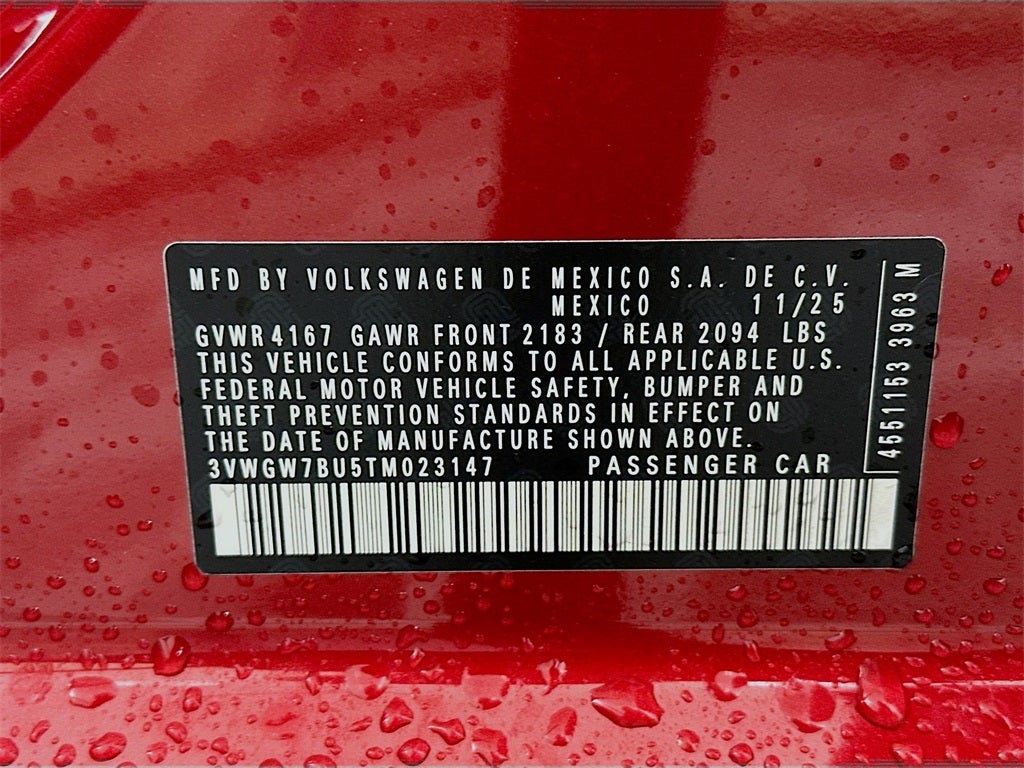 MFD BY VOLKSWAGEN DE MEXICO S.A. DE C.V.
MEXICO 11/25
GVWR 4167 GAWR FRONT 2183 / REAR 2094 LBS
THIS VEHICLE CONFORMS TO ALL APPLICABLE U.S.
FEDERAL MOTOR VEHICLE SAFETY, BUMPER AND
THEFT PREVENTION STANDARDS IN EFFECT ON
THE DATE OF MANUFACTURE SHOWN ABOVE.
3VWGW7BU5TM023147 PASSENGER CAR
4551153 3963 M